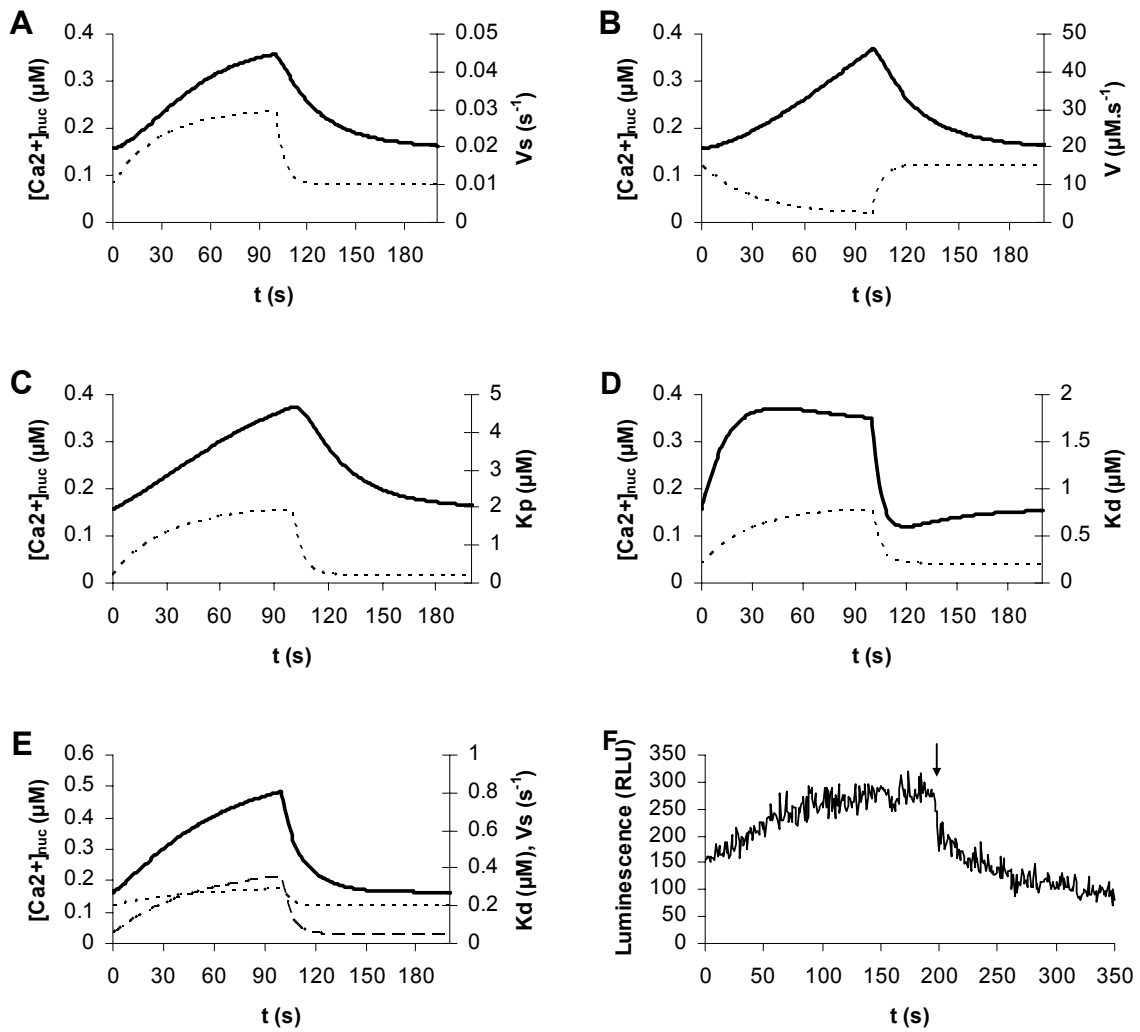 A
B
0.4
0.3
0.2
0.1
0
[Ca2+]nuc (µM)
0.05
0.04
0.03
0.02
0.01
0
Vs (s-1)
0 30 60 90 120 150 180
t (s)
0.4
0.3
0.2
0.1
0
[Ca2+]nuc (µM)
50
40
30
20
10
0
V (µM.s-1)
0 30 60 90 120 150 180
t (s)
C
D
0.4
0.3
0.2
0.1
0
[Ca2+]nuc (µM)
5
4
3
2
1
0
Kp (µM)
0 30 60 90 120 150 180
t (s)
0.4
0.3
0.2
0.1
0
[Ca2+]nuc (µM)
2
1.5
1
0.5
0
Kd (µM)
0 30 60 90 120 150 180
t (s)
E
F
0.6
0.5
0.4
0.3
0.2
0.1
0
[Ca2+]nuc (µM)
1
0.8
0.6
0.4
0.2
0
Kd (µM), Vs (s-1)
0 30 60 90 120 150 180
t (s)
350
300
250
200
150
100
50
0
Luminescence (RLU)
0 50 100 150 200 250 300 350
t (s)